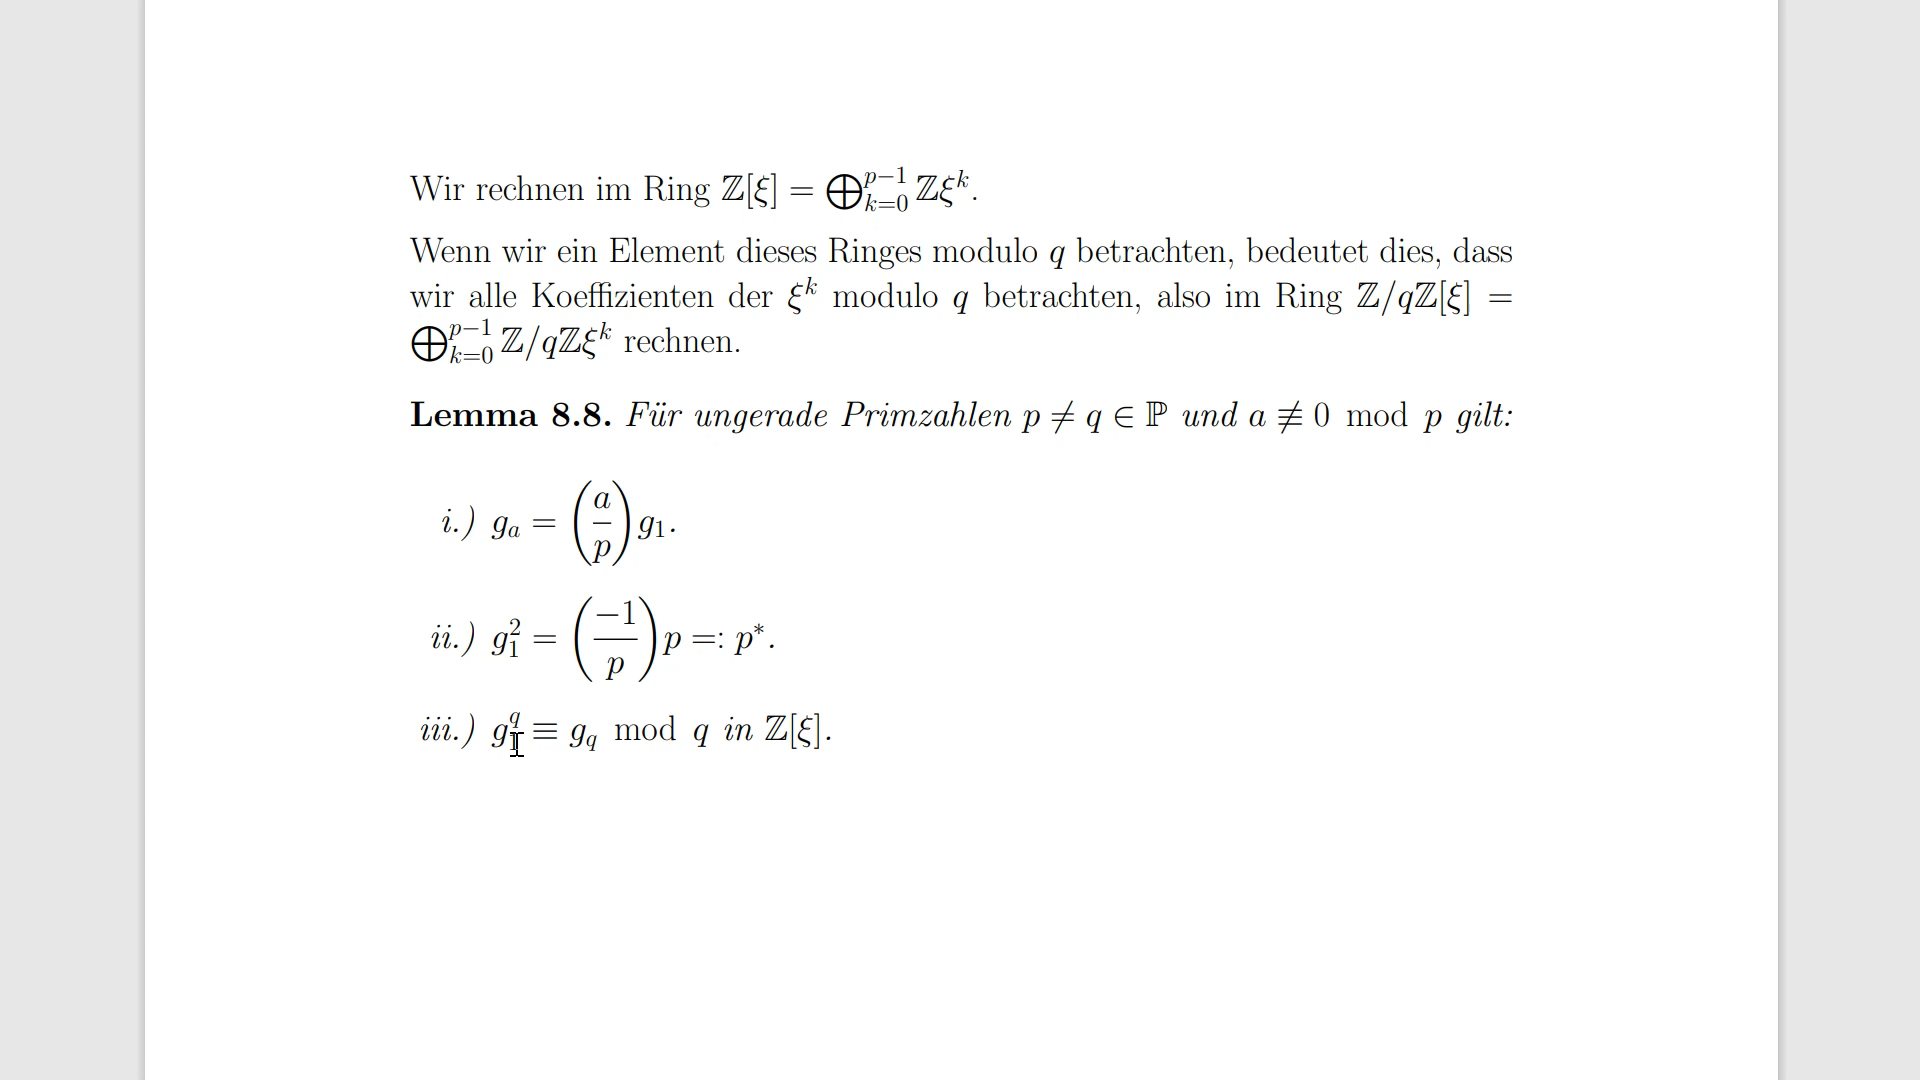 Wir rechnen im Ring ℤ[ξ] = ⨁_{k=0}^{p−1} ℤξ^k.
Wenn wir ein Element dieses Ringes modulo q betrachten, bedeutet dies, dass
wir alle Koeffizienten der ξ^k modulo q betrachten, also im Ring ℤ/qℤ[ξ] =
⨁_{k=0}^{p−1} ℤ/qℤξ^k rechnen.
Lemma 8.8. Für ungerade Primzahlen p ≠ q ∈ ℙ und a ≢ 0 mod p gilt:
i.) g_a = (a/p) g_1.
ii.) g_1^2 = (−1/p) p =: p^*.
iii.) g_1^q ≡ g_q mod q in ℤ[ξ].